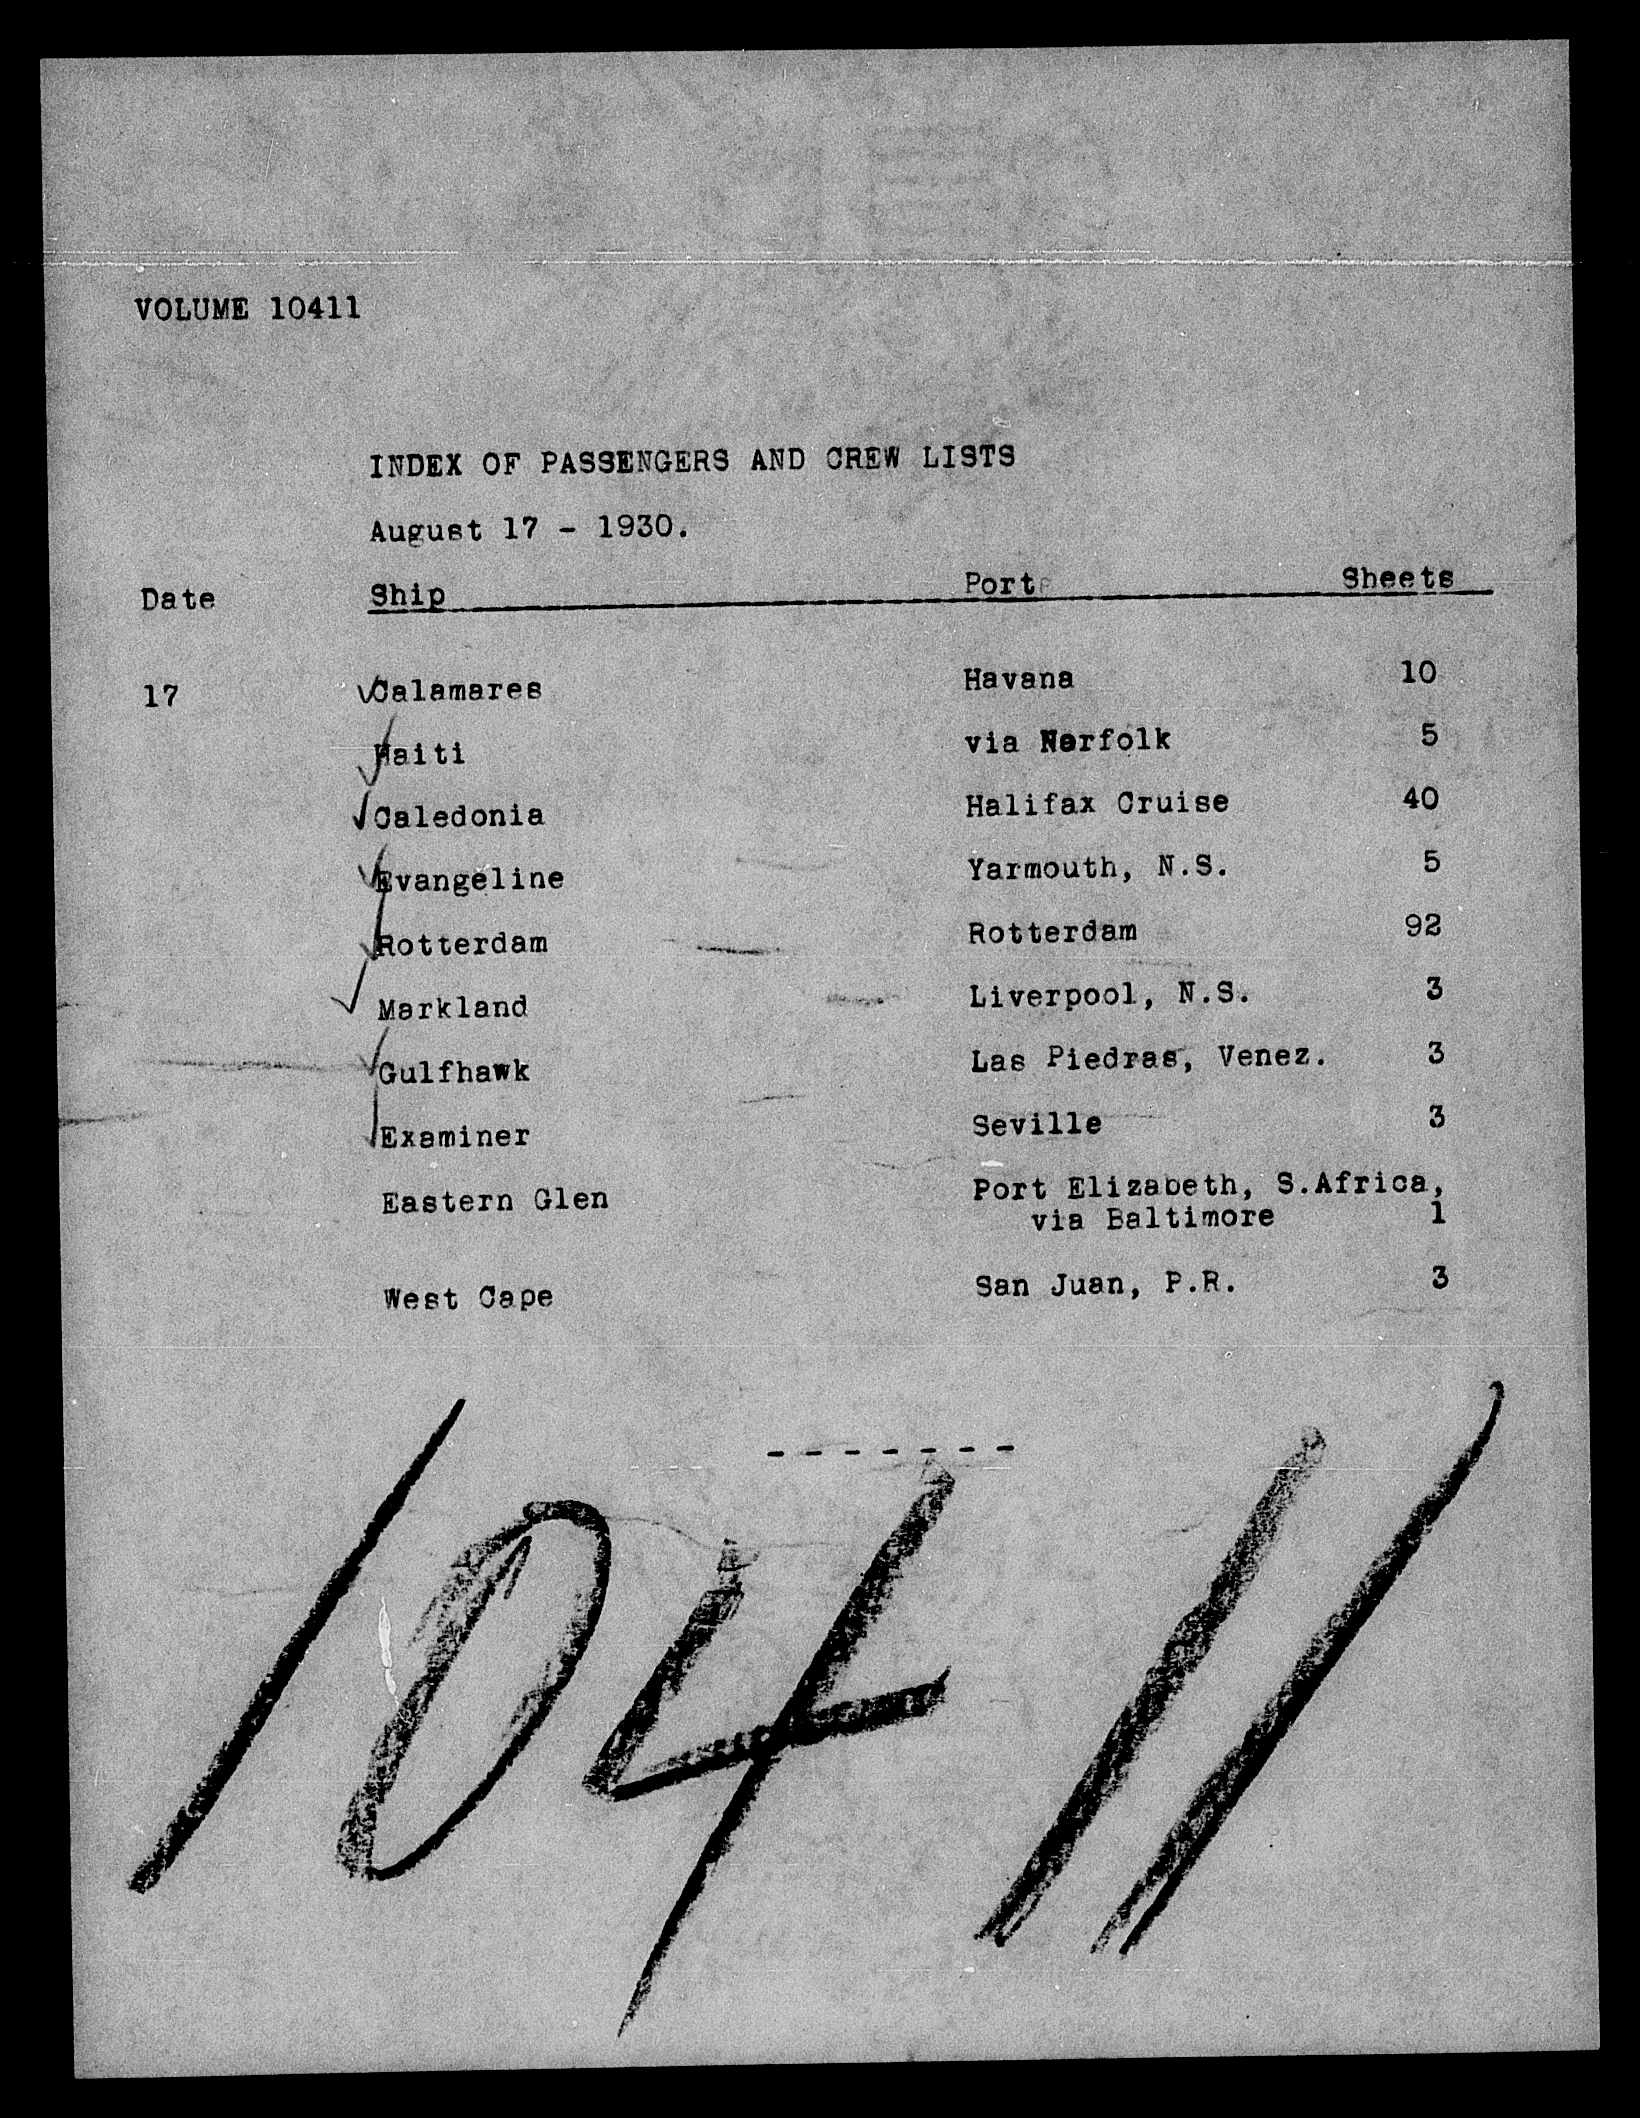 VOLUME 10411
INDEX OF PASSENGERS AND CREW LISTS
August 17 - 1930.
Date Ship Port Sheets
17 Calamares Havana 10
Haiti via Norfolk 5
Caledonia Halifax Cruise 40
Evangeline Yarmouth, N.S. 5
Rotterdam Rotterdam 92
Markland Liverpool, N.S. 3
Gulfhawk Las Piedras, Venez. 3
Examiner Seville 3
Eastern Glen Port Elizabeth, S.Africa,
via Baltimore 1
West Cape San Juan, P.R. 3
- - - - - - -
10411